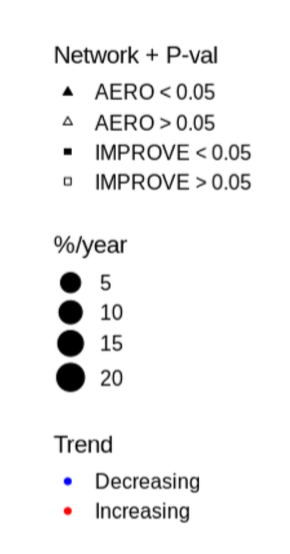 Network + P-val
AERO < 0.05
AERO > 0.05
IMPROVE < 0.05
IMPROVE > 0.05
%/year
5
10
15
20
Trend
Decreasing
Increasing